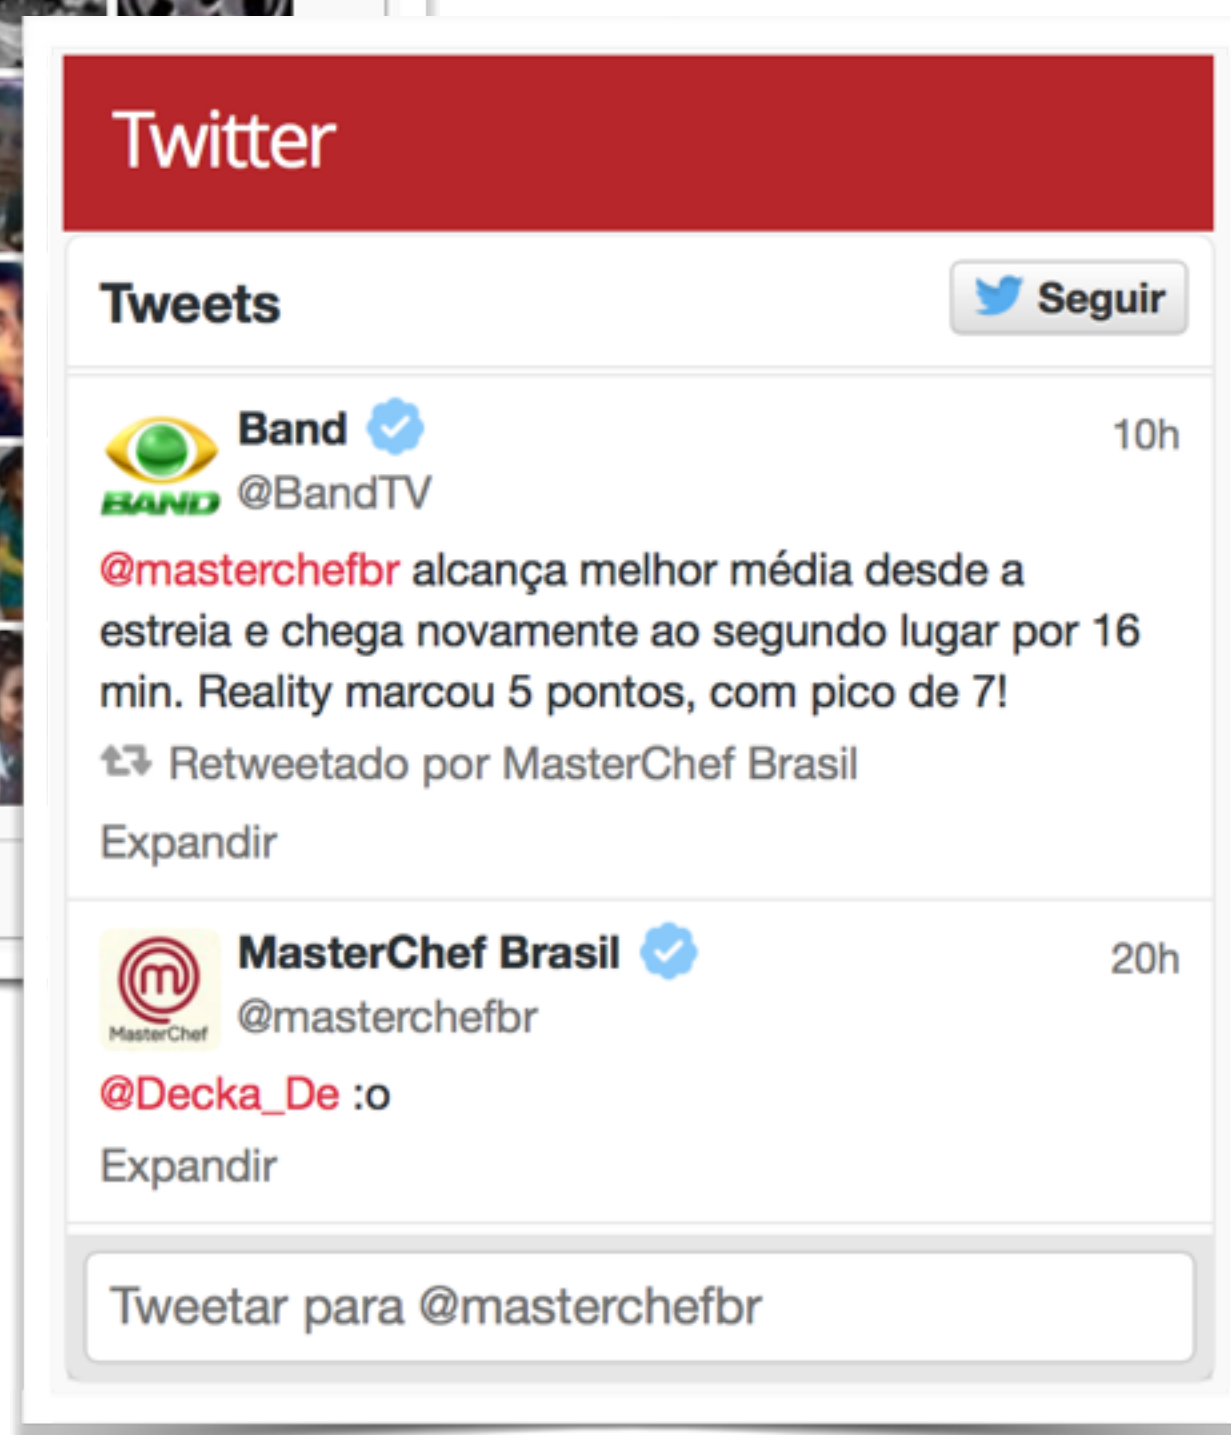 Twitter
Tweets
Seguir
Band
10h
BAND
@BandTV
@masterchefbr alcança melhor média desde a
estreia e chega novamente ao segundo lugar por 16
min. Reality marcou 5 pontos, com pico de 7!
Retweetado por MasterChef Brasil
Expandir
MasterChef Brasil
20h
MasterChef
@masterchefbr
@Decka_De :o
Expandir
Tweetar para @masterchefbr